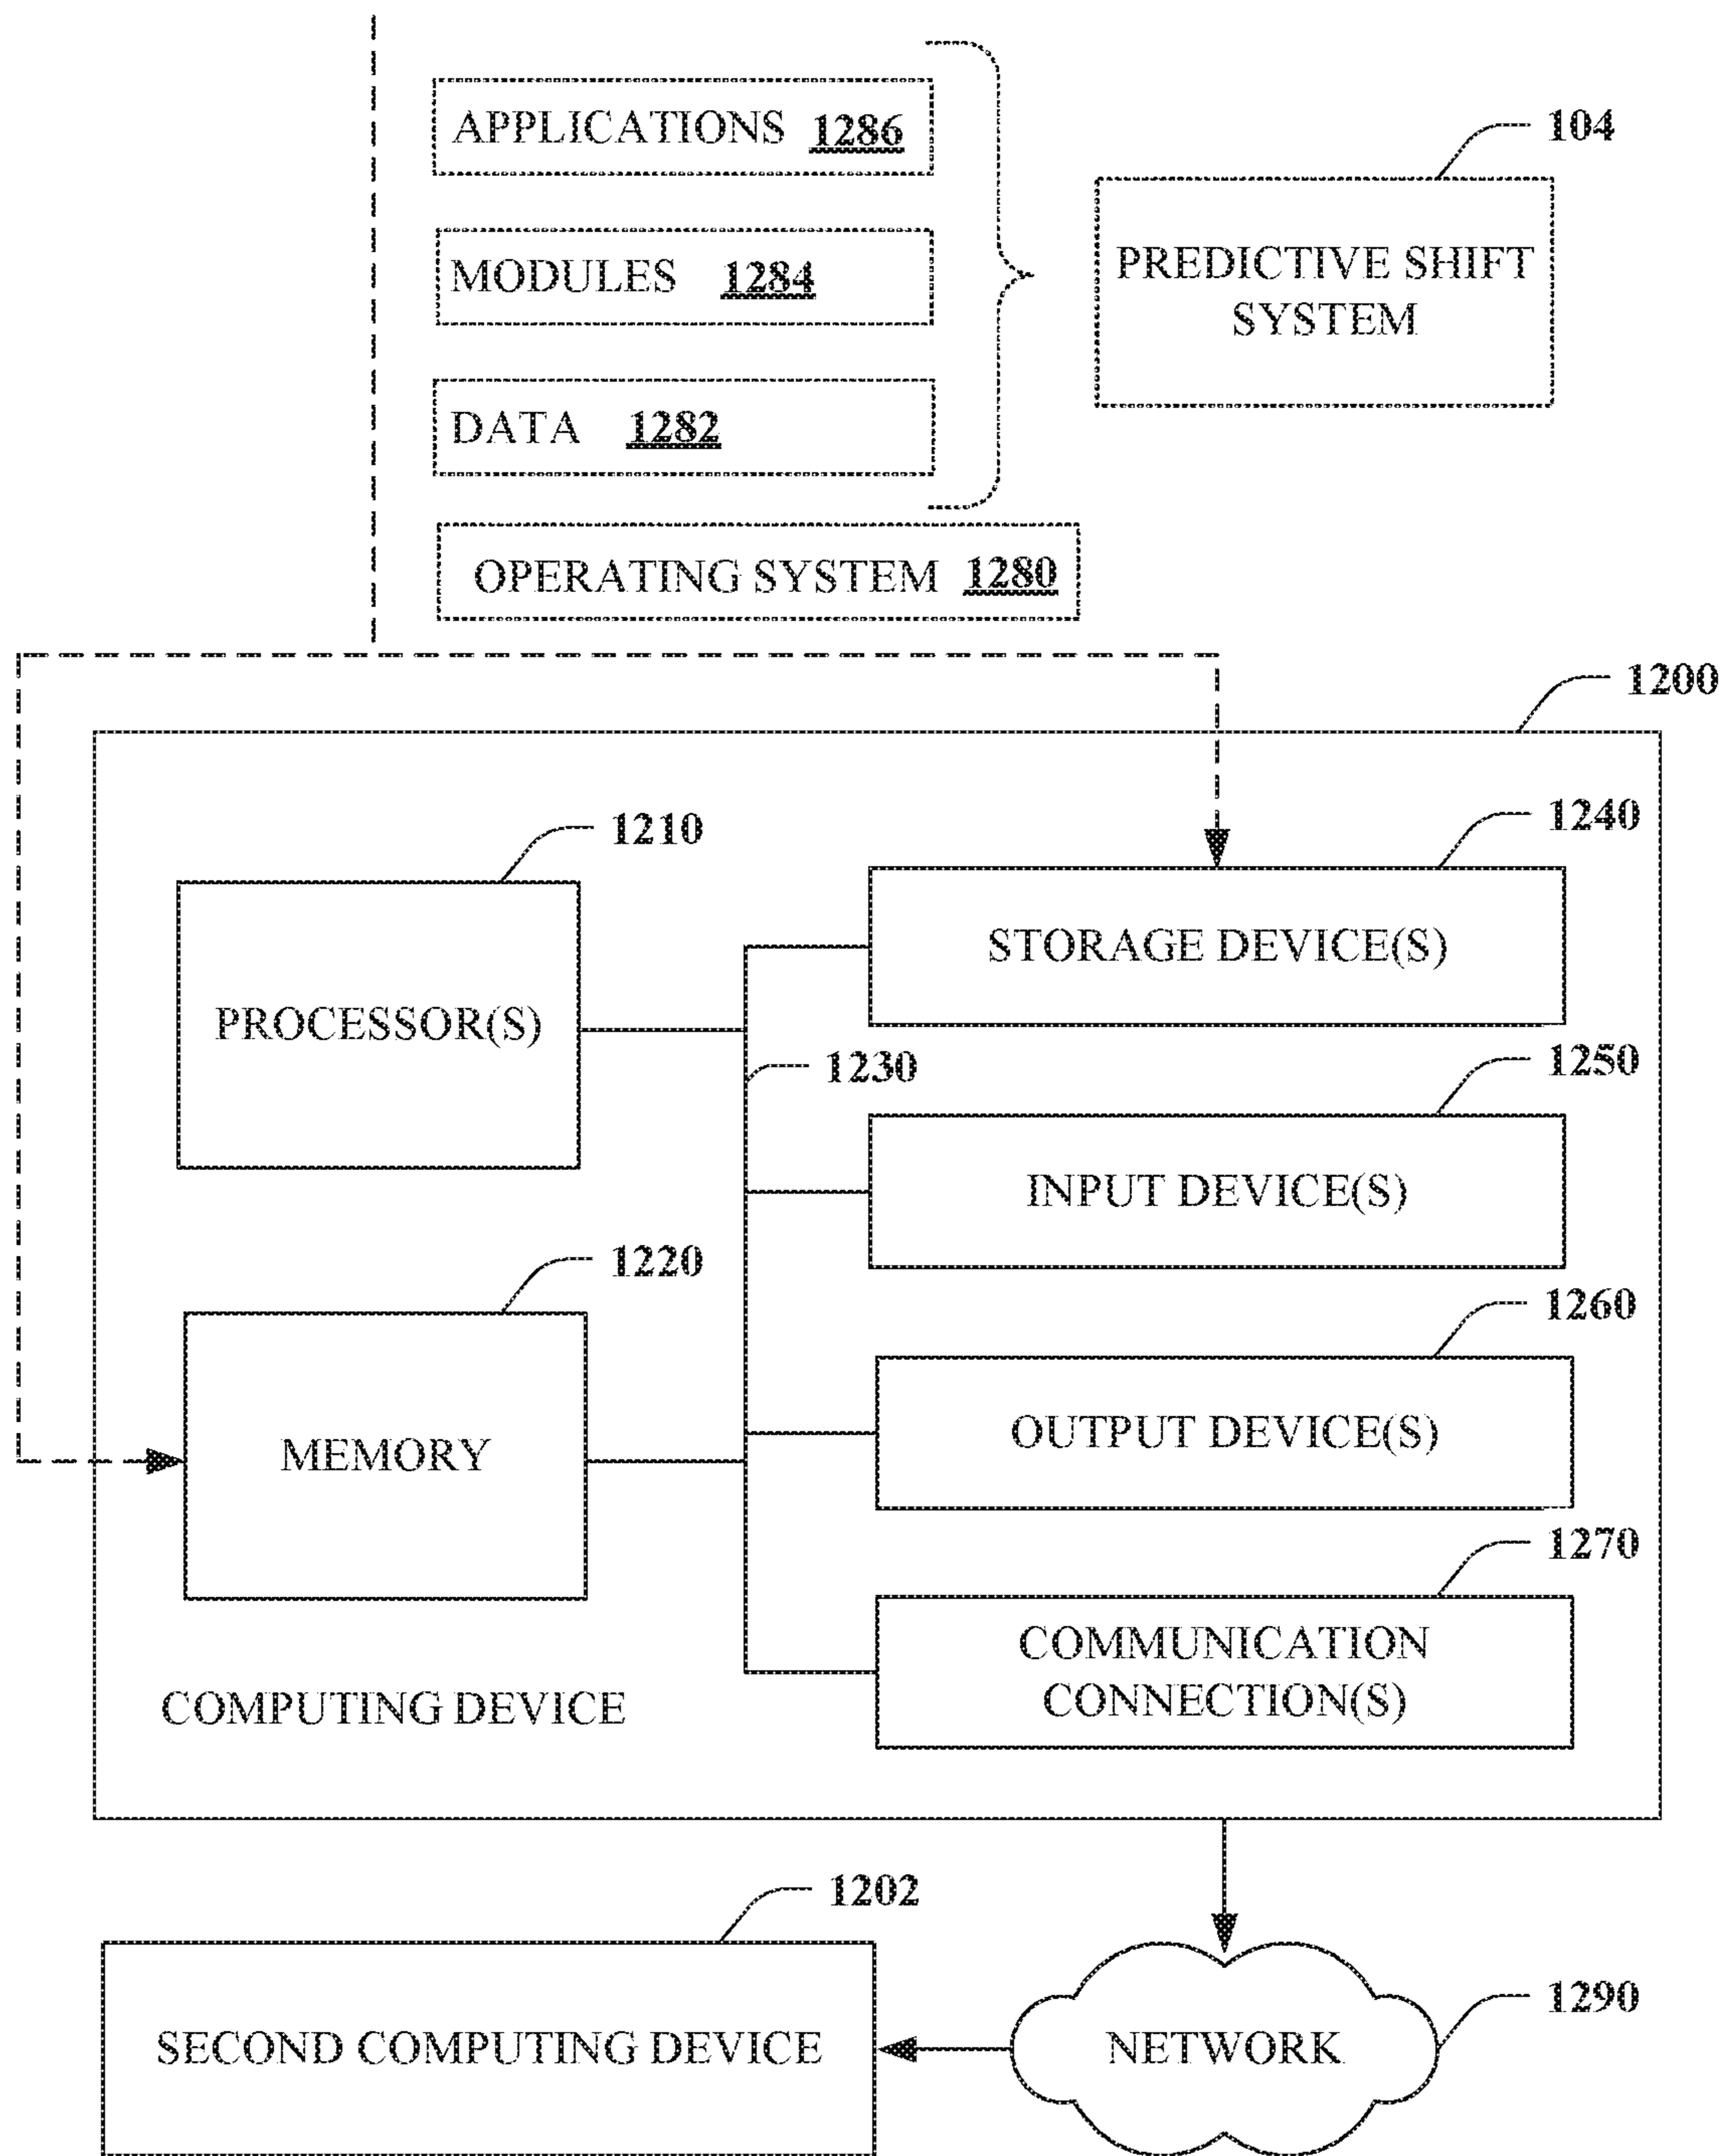 APPLICATIONS 1286
104
MODULES 1284
PREDICTIVE SHIFT
SYSTEM
DATA 1282
OPERATING SYSTEM 1280
1200
1210
1240
STORAGE DEVICE(S)
PROCESSOR(S)
1230
1250
INPUT DEVICE(S)
1220
1260
OUTPUT DEVICE(S)
MEMORY
1270
COMMUNICATION
CONNECTION(S)
COMPUTING DEVICE
1202
1290
SECOND COMPUTING DEVICE
NETWORK